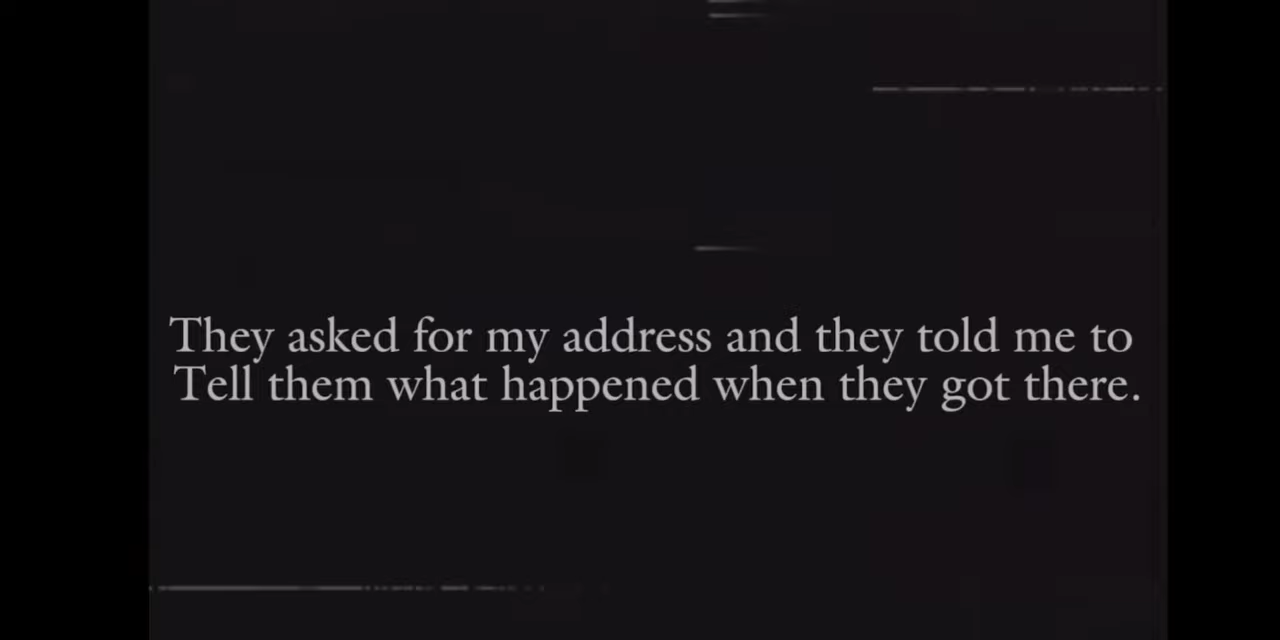 They asked for my address and they told me to
Tell them what happened when they got there.